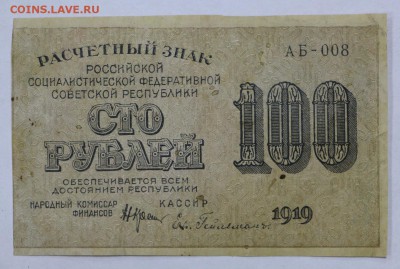 COINS.LAVE.RU
РАСЧЕТНЫЙ ЗНАК
РОССИЙСКОЙ
СОЦИАЛИСТИЧЕСКОЙ ФЕДЕРАТИВНОЙ
СОВЕТСКОЙ РЕСПУБЛИКИ
СТО
РУБЛЕЙ
ОБЕСПЕЧИВАЕТСЯ ВСЕМ
ДОСТОЯНИЕМ РЕСПУБЛИКИ
НАРОДНЫЙ КОМИССАР
ФИНАНСОВ
КАССИР
АБ-008
100
1919